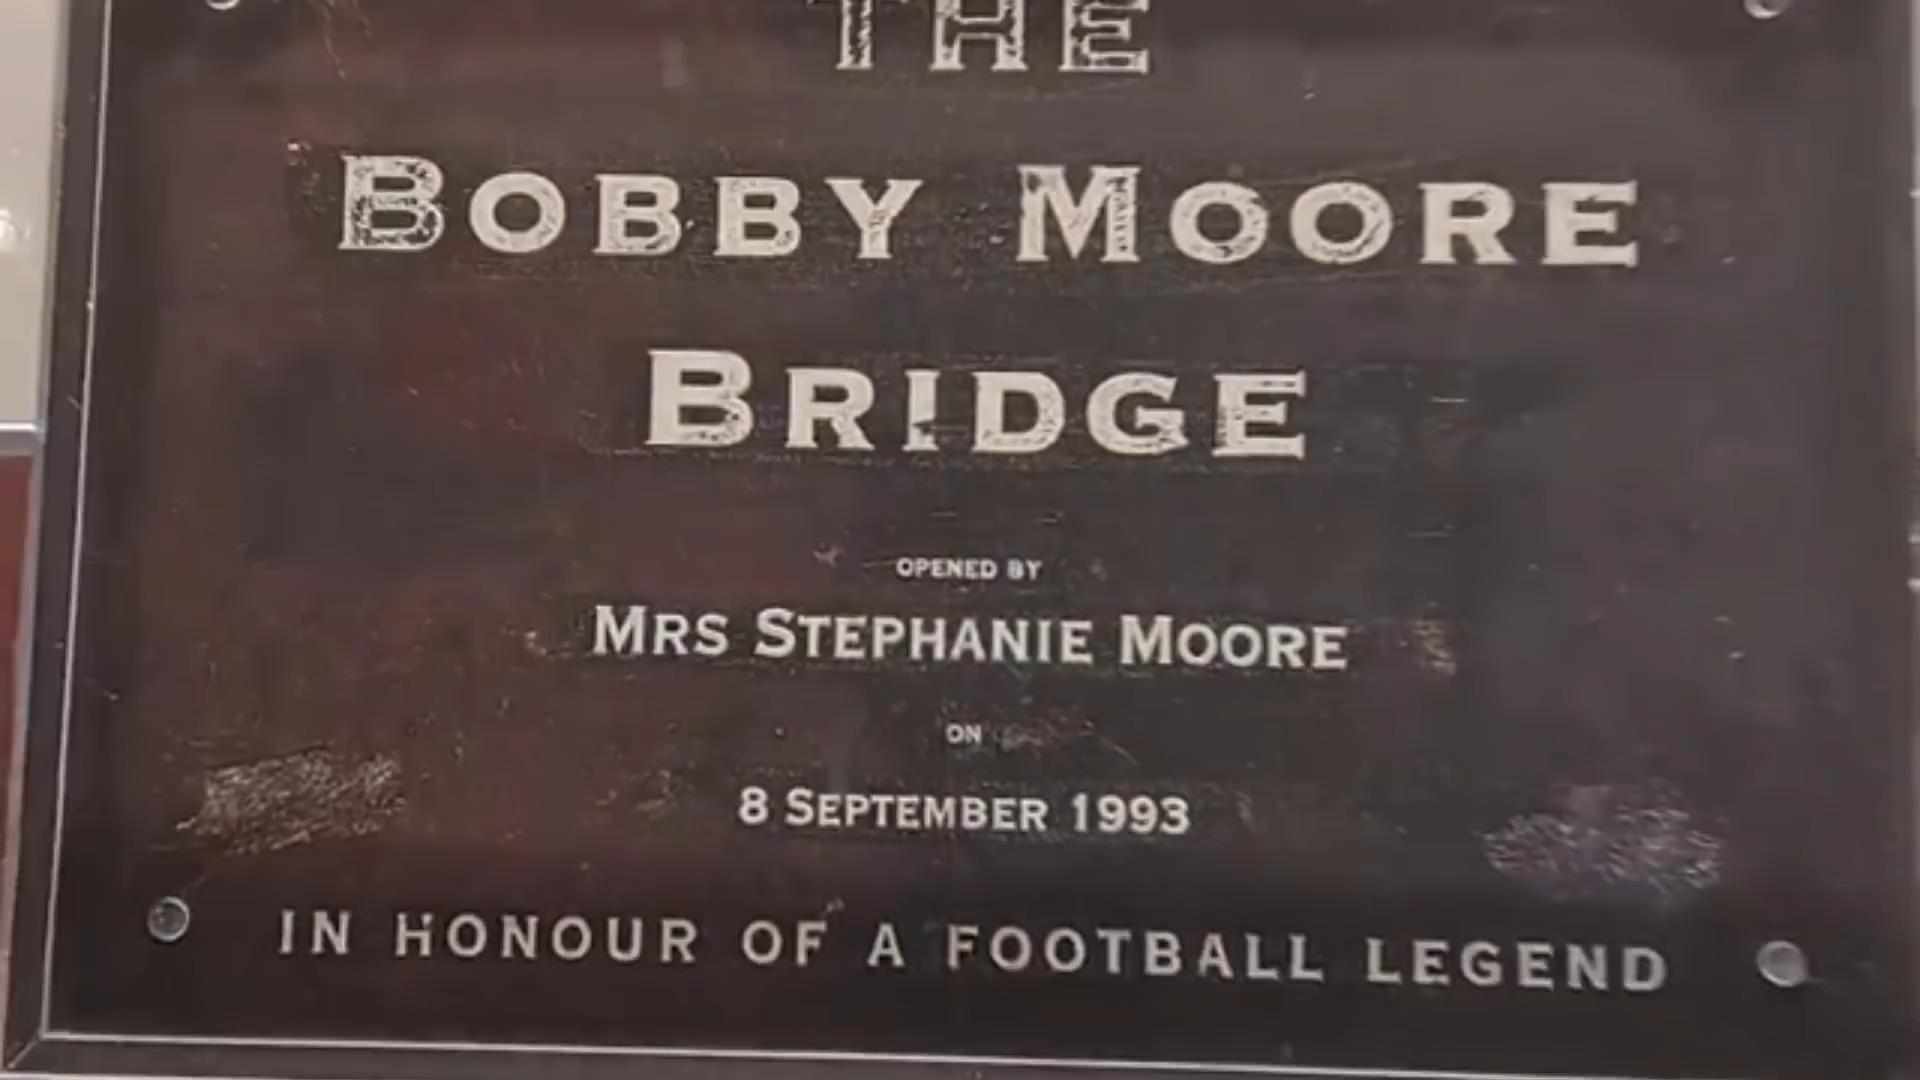 THE
BOBBY MOORE
BRIDGE
OPENED BY
MRS STEPHANIE MOORE
ON
8 SEPTEMBER 1993
IN HONOUR OF A FOOTBALL LEGEND